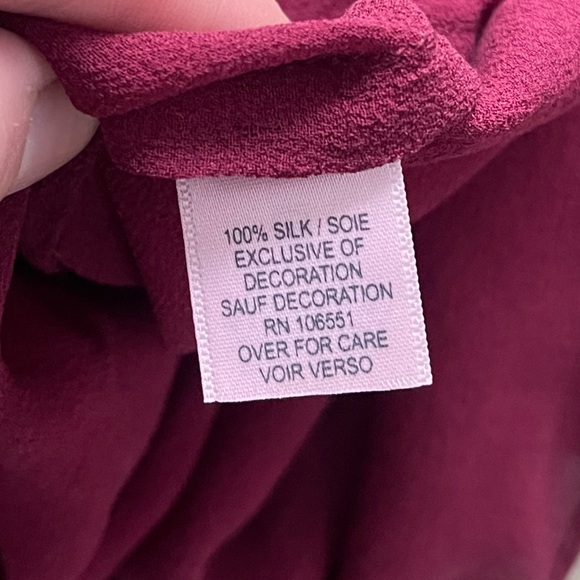 100% SILK / SOIE
EXCLUSIVE OF
DECORATION
SAUF DECORATION
RN 106551
OVER FOR CARE
VOIR VERSO